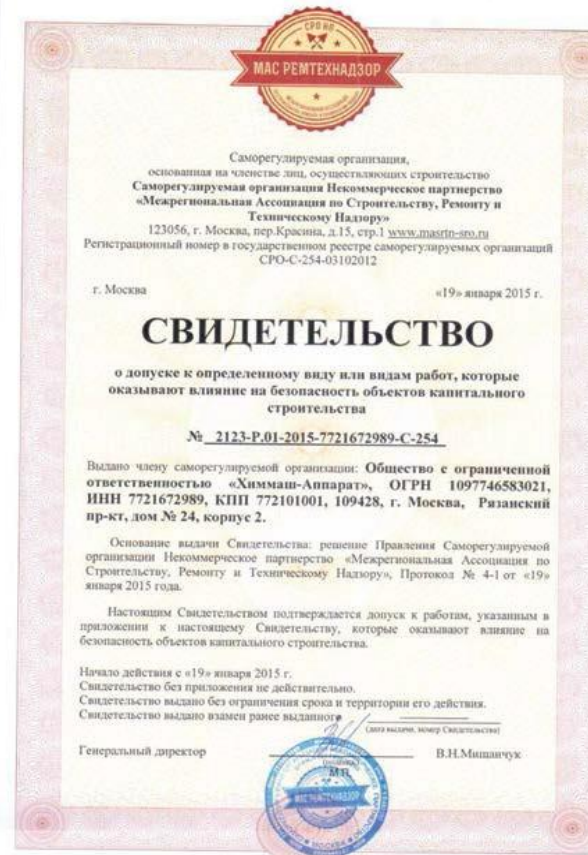 СРО НП
МАС РЕМТЕХНАДЗОР
Саморегулируемая организация,
основанная на членстве лиц, осуществляющих строительство
Саморегулируемая организация Некоммерческое партнерство
«Межрегиональная Ассоциация по Строительству, Ремонту и
Техническому Надзору»
123056, г. Москва, пер.Красина, д.15, стр.1 www.masrtn-sro.ru
Регистрационный номер в государственном реестре саморегулируемых организаций
СРО-С-254-03102012
г. Москва «19» января 2015 г.
СВИДЕТЕЛЬСТВО
о допуске к определенному виду или видам работ, которые
оказывают влияние на безопасность объектов капитального
строительства
№ 2123-Р.01-2015-7721672989-С-254
Выдано члену саморегулируемой организации: Общество с ограниченной
ответственностью «Химмаш-Аппарат», ОГРН 1097746583021,
ИНН 7721672989, КПП 772101001, 109428, г. Москва, Рязанский
пр-кт, дом № 24, корпус 2.
Основание выдачи Свидетельства: решение Правления Саморегулируемой
организации Некоммерческое партнерство «Межрегиональная Ассоциация по
Строительству, Ремонту и Техническому Надзору», Протокол № 4-1 от «19»
января 2015 года.
Настоящим Свидетельством подтверждается допуск к работам, указанным в
приложении к настоящему Свидетельству, которые оказывают влияние на
безопасность объектов капитального строительства.
Начало действия с «19» января 2015 г.
Свидетельство без приложения не действительно.
Свидетельство выдано без ограничения срока и территории его действия.
Свидетельство выдано взамен ранее выданного
(дата выдачи, номер Свидетельства)
Генеральный директор В.Н.Мишанчук
(подпись)
М.П.
МАС РЕМТЕХНАДЗОР
МОСКВА